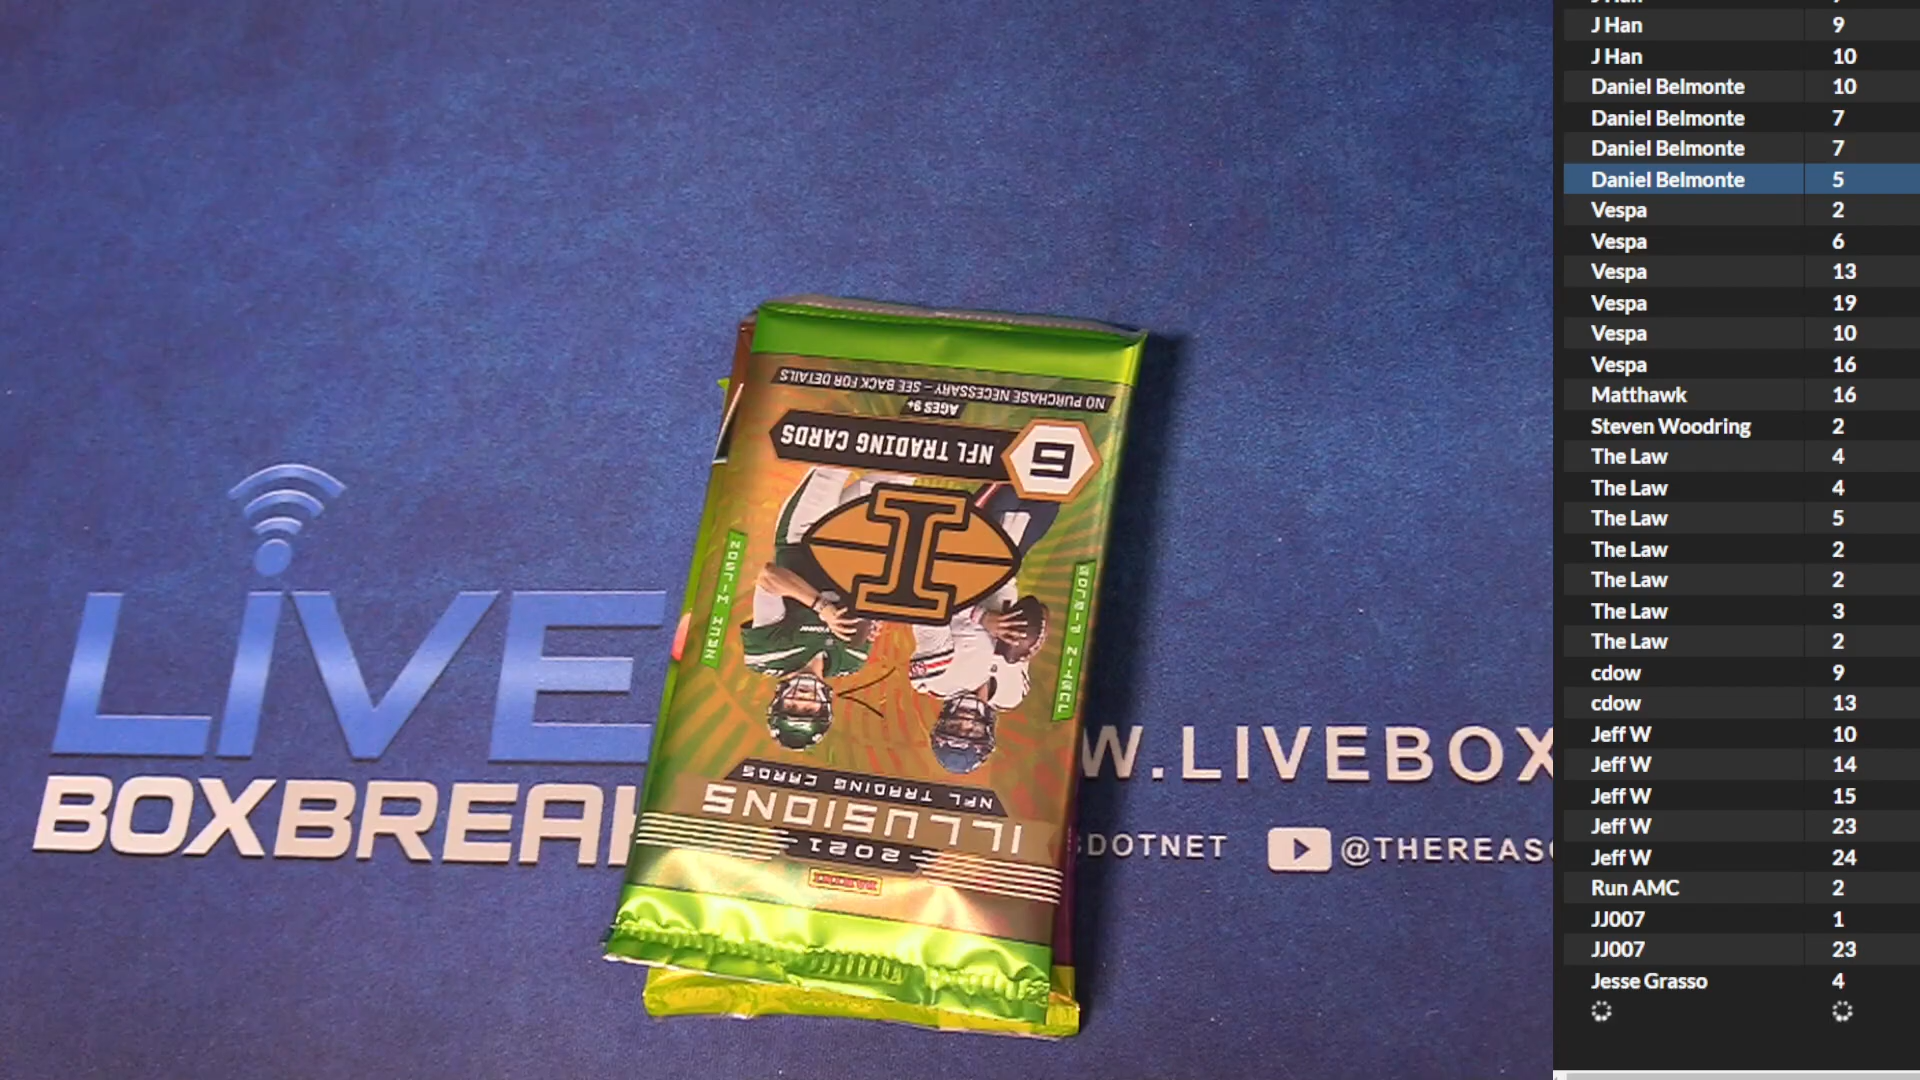 J Han 9
J Han 10
Daniel Belmonte 10
Daniel Belmonte 7
Daniel Belmonte 7
Daniel Belmonte 5
Vespa 2
Vespa 6
Vespa 13
Vespa 19
Vespa 10
Vespa 16
Matthawk 16
Steven Woodring 2
The Law 4
The Law 4
The Law 5
The Law 2
The Law 2
The Law 3
The Law 2
cdow 9
cdow 13
Jeff W 10
Jeff W 14
Jeff W 15
Jeff W 23
Jeff W 24
Run AMC 2
JJ007 1
JJ007 23
Jesse Grasso 4
LIVE
BOXBREA
W.LIVEBOX
DOTNET @THEREAS
PANINI
2021
ILLUSIONS
NFL TRADING CARDS
JUSTIN FIELDS
ZACH WILSON
5 NFL TRADING CARDS
AGES 9+
NO PURCHASE NECESSARY – SEE BACK FOR DETAILS